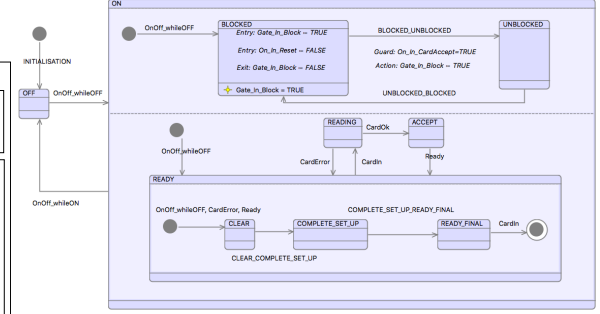 ON
OnOff_whileOFF
BLOCKED
Entry: Gate_In_Block = TRUE
Entry: On_In_Reset = FALSE
Exit: Gate_In_Block = FALSE
Gate_In_Block = TRUE
BLOCKED_UNBLOCKED
Guard: On_In_CardAccept=TRUE
Action: Gate_In_Block = TRUE
UNBLOCKED_BLOCKED
UNBLOCKED
INITIALISATION
OFF
OnOff_whileOFF
OnOff_whileON
OnOff_whileOFF
READING
CardOk
ACCEPT
CardError
CardIn
Ready
READY
OnOff_whileOFF, CardError, Ready
CLEAR
CLEAR_COMPLETE_SET_UP
COMPLETE_SET_UP
COMPLETE_SET_UP_READY_FINAL
READY_FINAL
CardIn